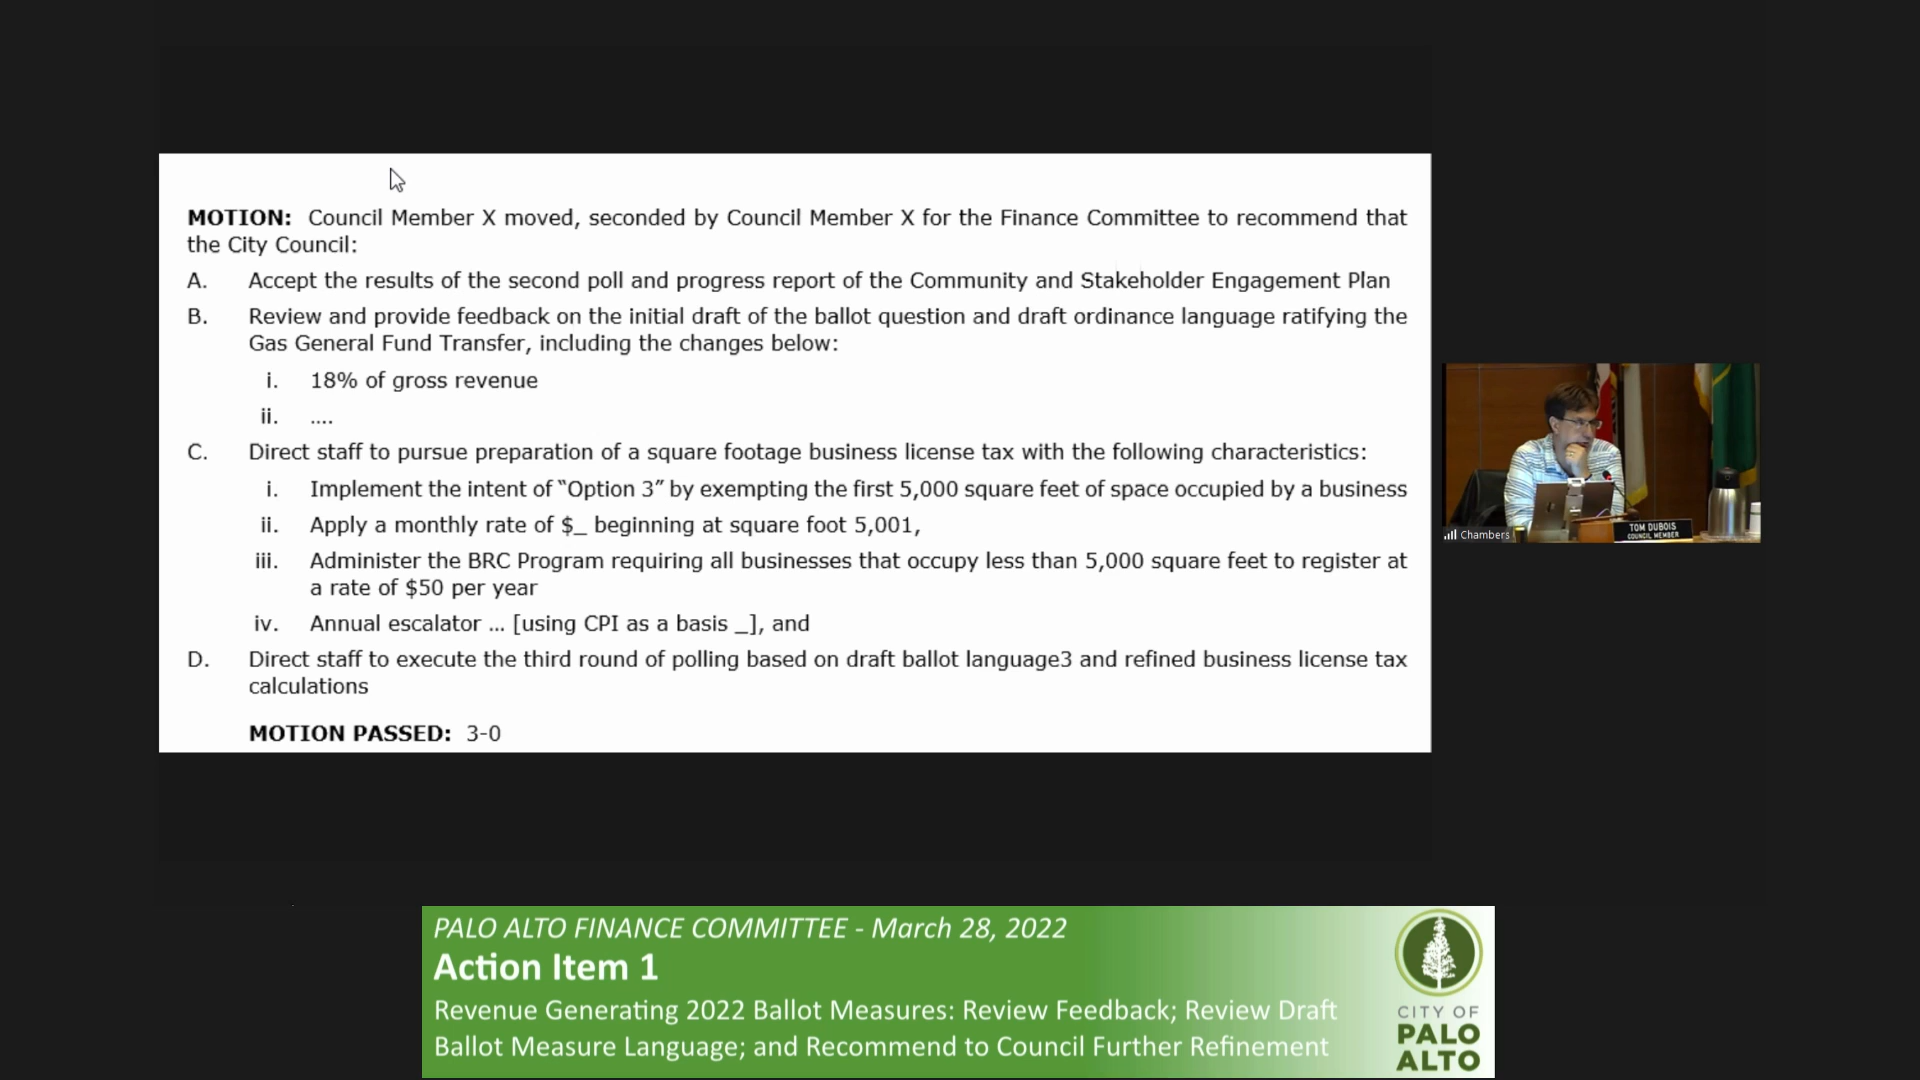 MOTION: Council Member X moved, seconded by Council Member X for the Finance Committee to recommend that
the City Council:
A. Accept the results of the second poll and progress report of the Community and Stakeholder Engagement Plan
B. Review and provide feedback on the initial draft of the ballot question and draft ordinance language ratifying the
Gas General Fund Transfer, including the changes below:
i. 18% of gross revenue
ii. ....
C. Direct staff to pursue preparation of a square footage business license tax with the following characteristics:
i. Implement the intent of “Option 3” by exempting the first 5,000 square feet of space occupied by a business
ii. Apply a monthly rate of $_ beginning at square foot 5,001,
iii. Administer the BRC Program requiring all businesses that occupy less than 5,000 square feet to register at
a rate of $50 per year
iv. Annual escalator ... [using CPI as a basis _], and
D. Direct staff to execute the third round of polling based on draft ballot language3 and refined business license tax
calculations
MOTION PASSED: 3-0
TOM DUBOIS
COUNCIL MEMBER
Chambers
PALO ALTO FINANCE COMMITTEE - March 28, 2022
Action Item 1
Revenue Generating 2022 Ballot Measures: Review Feedback; Review Draft
Ballot Measure Language; and Recommend to Council Further Refinement
CITY OF
PALO
ALTO